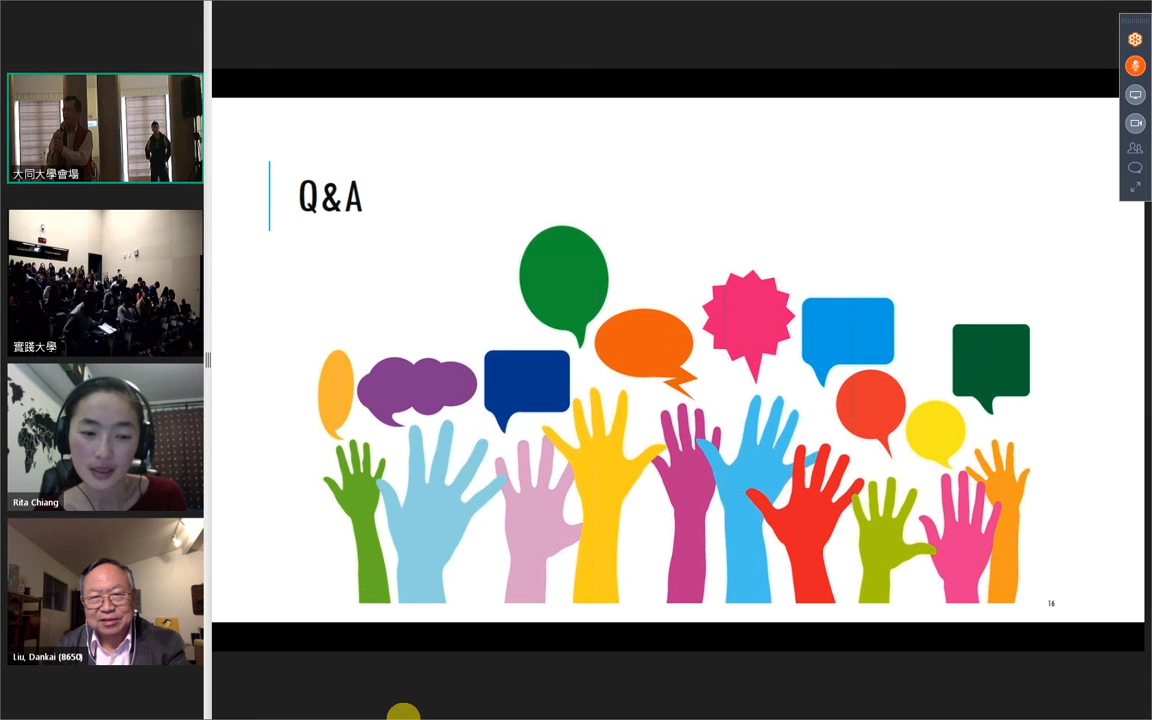 大同大學會場
實踐大學
Rita Chiang
Liu, Dankai (8650)
Q&A
16